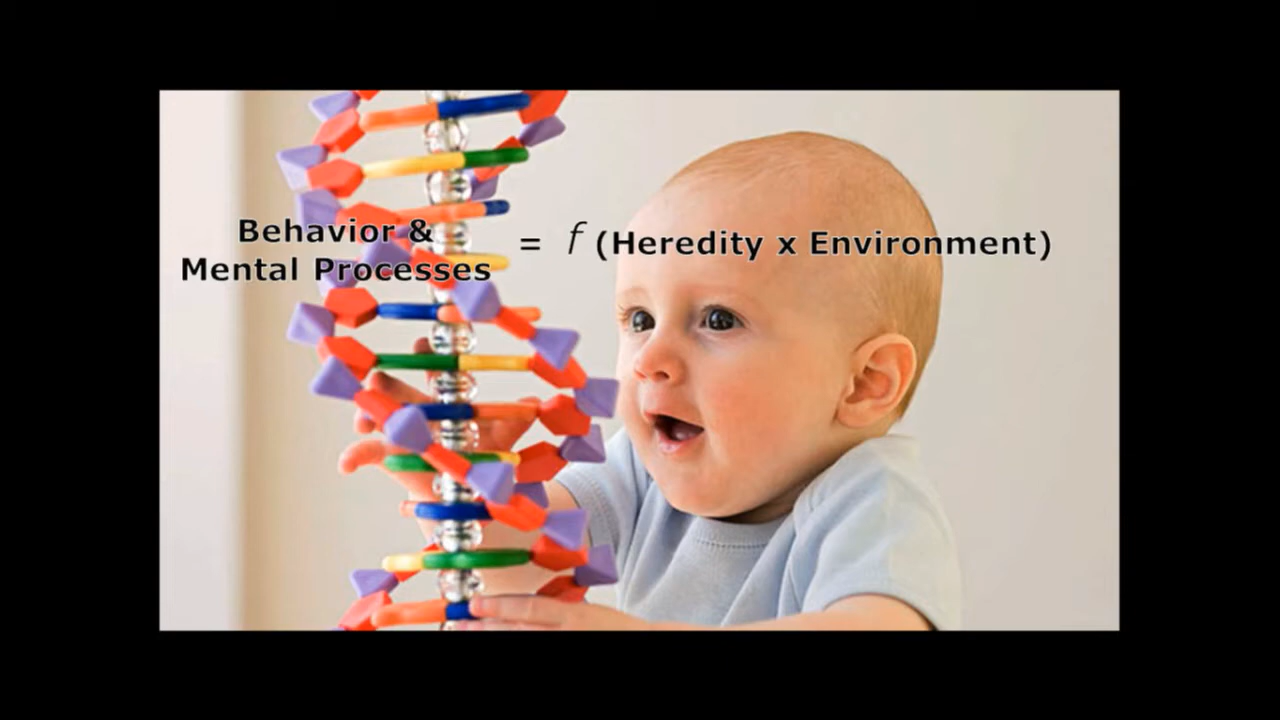 Behavior &
Mental Processes
= f (Heredity x Environment)